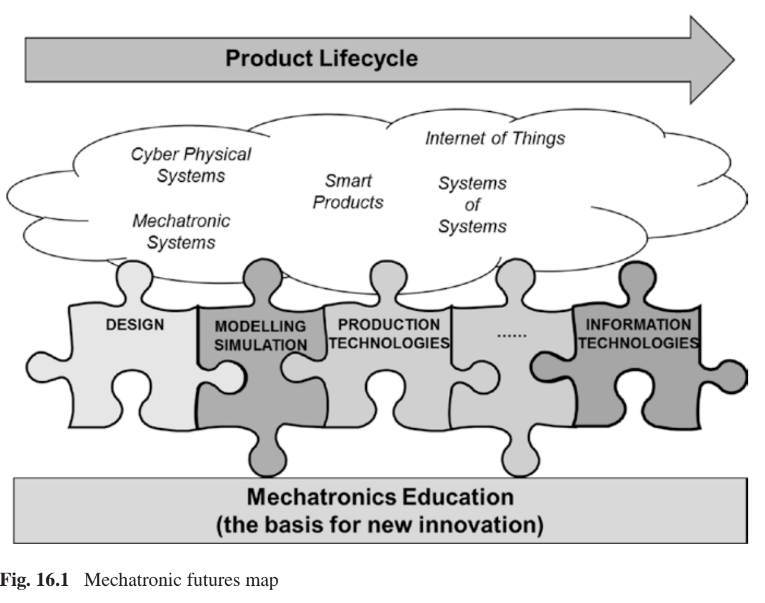 Product Lifecycle
Internet of Things
Cyber Physical
Systems
Smart
Products
Systems
of
Systems
Mechatronic
Systems
DESIGN
MODELLING
SIMULATION
PRODUCTION
TECHNOLOGIES
......
INFORMATION
TECHNOLOGIES
Mechatronics Education
(the basis for new innovation)
Fig. 16.1 Mechatronic futures map